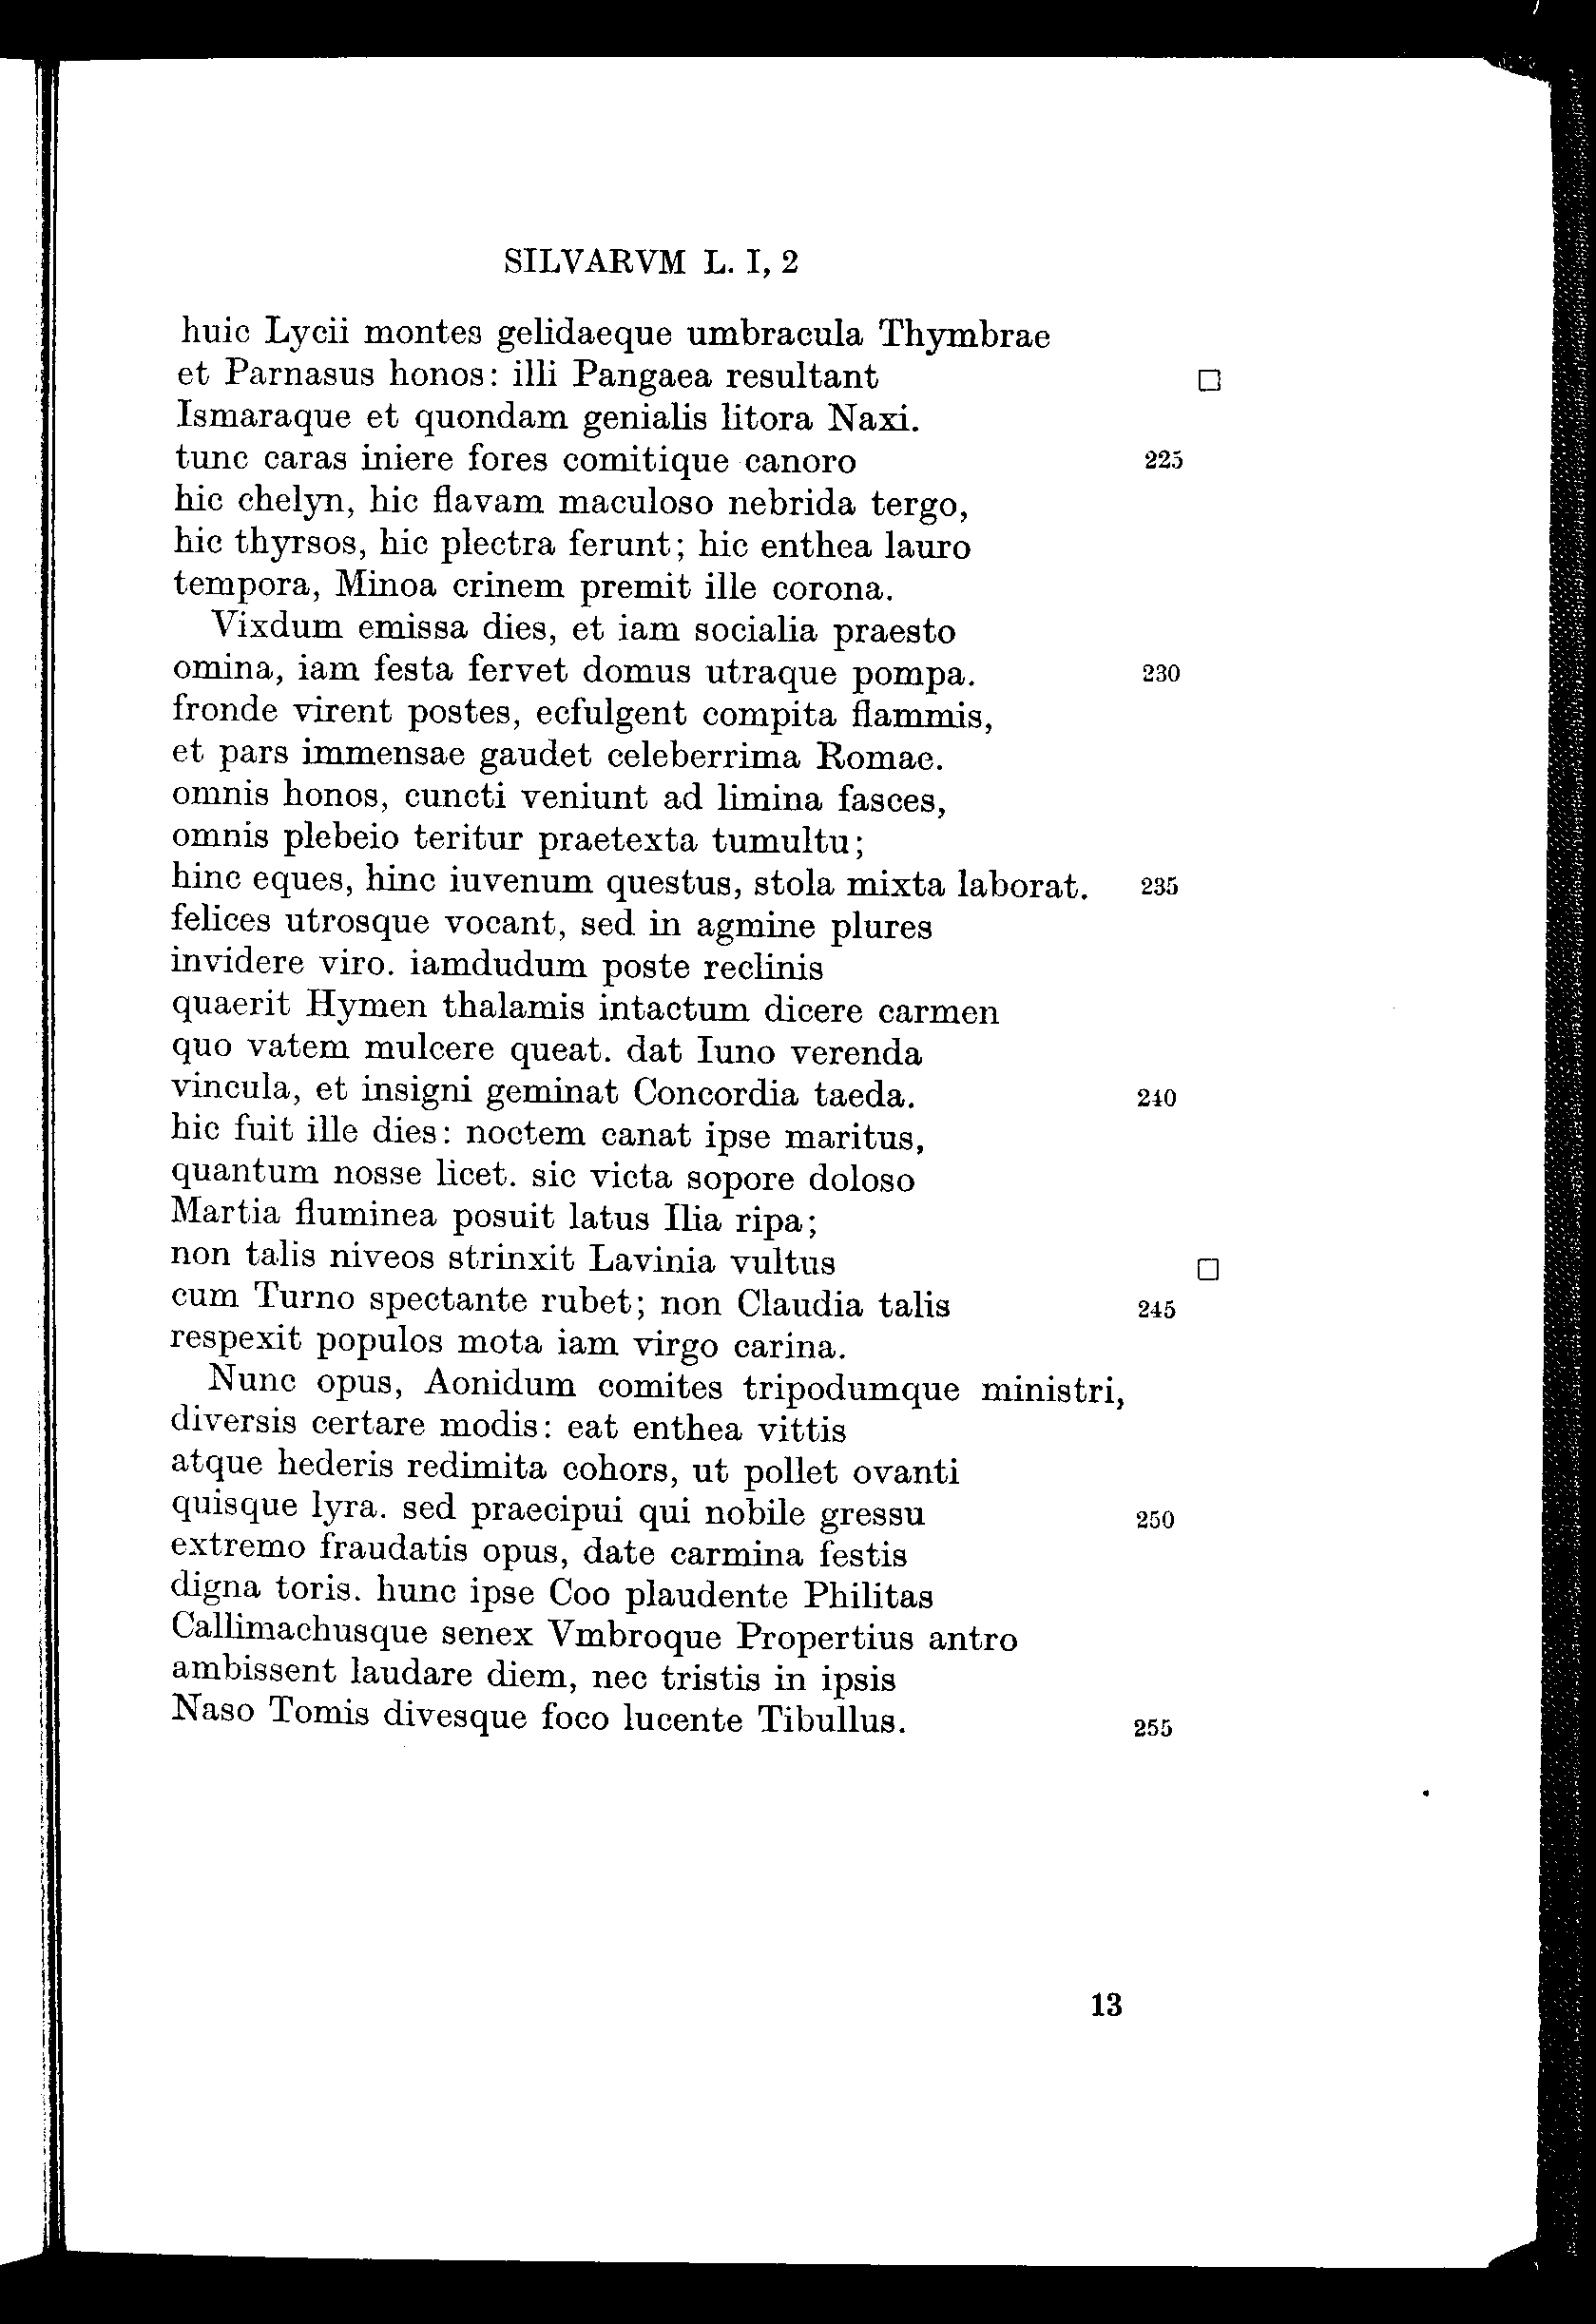 SILVARVM L. I, 2
huic Lycii montes gelidaeque umbracula Thymbrae
et Parnasus honos: illi Pangaea resultant □
Ismaraque et quondam genialis litora Naxi.
tunc caras iniere fores comitique canoro 225
hic chelyn, hic flavam maculoso nebrida tergo,
hic thyrsos, hic plectra ferunt; hic enthea lauro
tempora, Minoa crinem premit ille corona.
Vixdum emissa dies, et iam socialia praesto
omina, iam festa fervet domus utraque pompa. 230
fronde virent postes, ecfulgent compita flammis,
et pars immensae gaudet celeberrima Romae.
omnis honos, cuncti veniunt ad limina fasces,
omnis plebeio teritur praetexta tumultu;
hinc eques, hinc iuvenum questus, stola mixta laborat. 235
felices utrosque vocant, sed in agmine plures
invidere viro. iamdudum poste reclinis
quaerit Hymen thalamis intactum dicere carmen
quo vatem mulcere queat. dat Iuno verenda
vincula, et insigni geminat Concordia taeda. 240
hic fuit ille dies: noctem canat ipse maritus,
quantum nosse licet. sic victa sopore doloso
Martia fluminea posuit latus Ilia ripa;
non talis niveos strinxit Lavinia vultus □
cum Turno spectante rubet; non Claudia talis 245
respexit populos mota iam virgo carina.
Nunc opus, Aonidum comites tripodumque ministri,
diversis certare modis: eat enthea vittis
atque hederis redimita cohors, ut pollet ovanti
quisque lyra. sed praecipui qui nobile gressu 250
extremo fraudatis opus, date carmina festis
digna toris. hunc ipse Coo plaudente Philitas
Callimachusque senex Vmbroque Propertius antro
ambissent laudare diem, nec tristis in ipsis
Naso Tomis divesque foco lucente Tibullus. 255
13